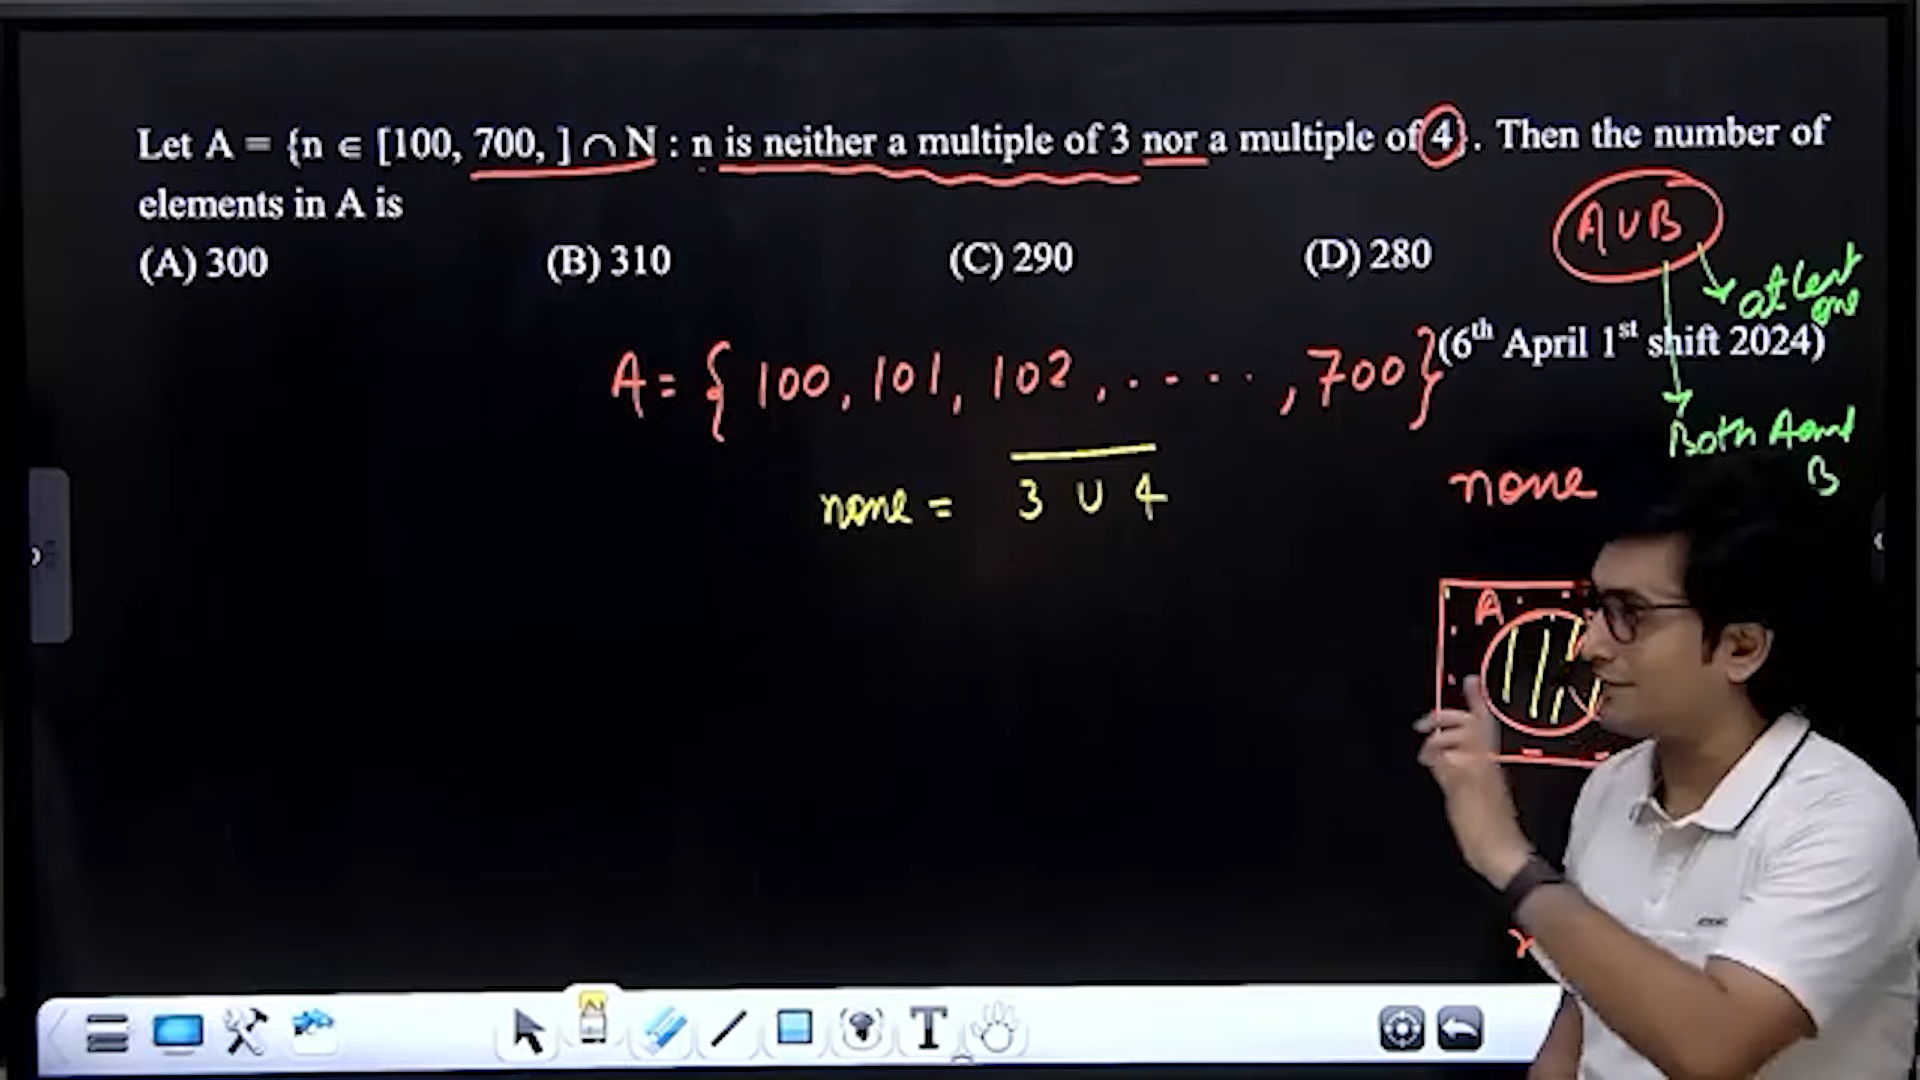 Let A = {n ∈ [100, 700, ] ∩ N : n is neither a multiple of 3 nor a multiple of 4}. Then the number of
elements in A is
(A) 300 (B) 310 (C) 290 (D) 280
A ∪ B
at least one
(6th April 1st shift 2024)
A = { 100, 101, 102, ....., 700}
Both A and B
none
none = 3 ∪ 4
A
T